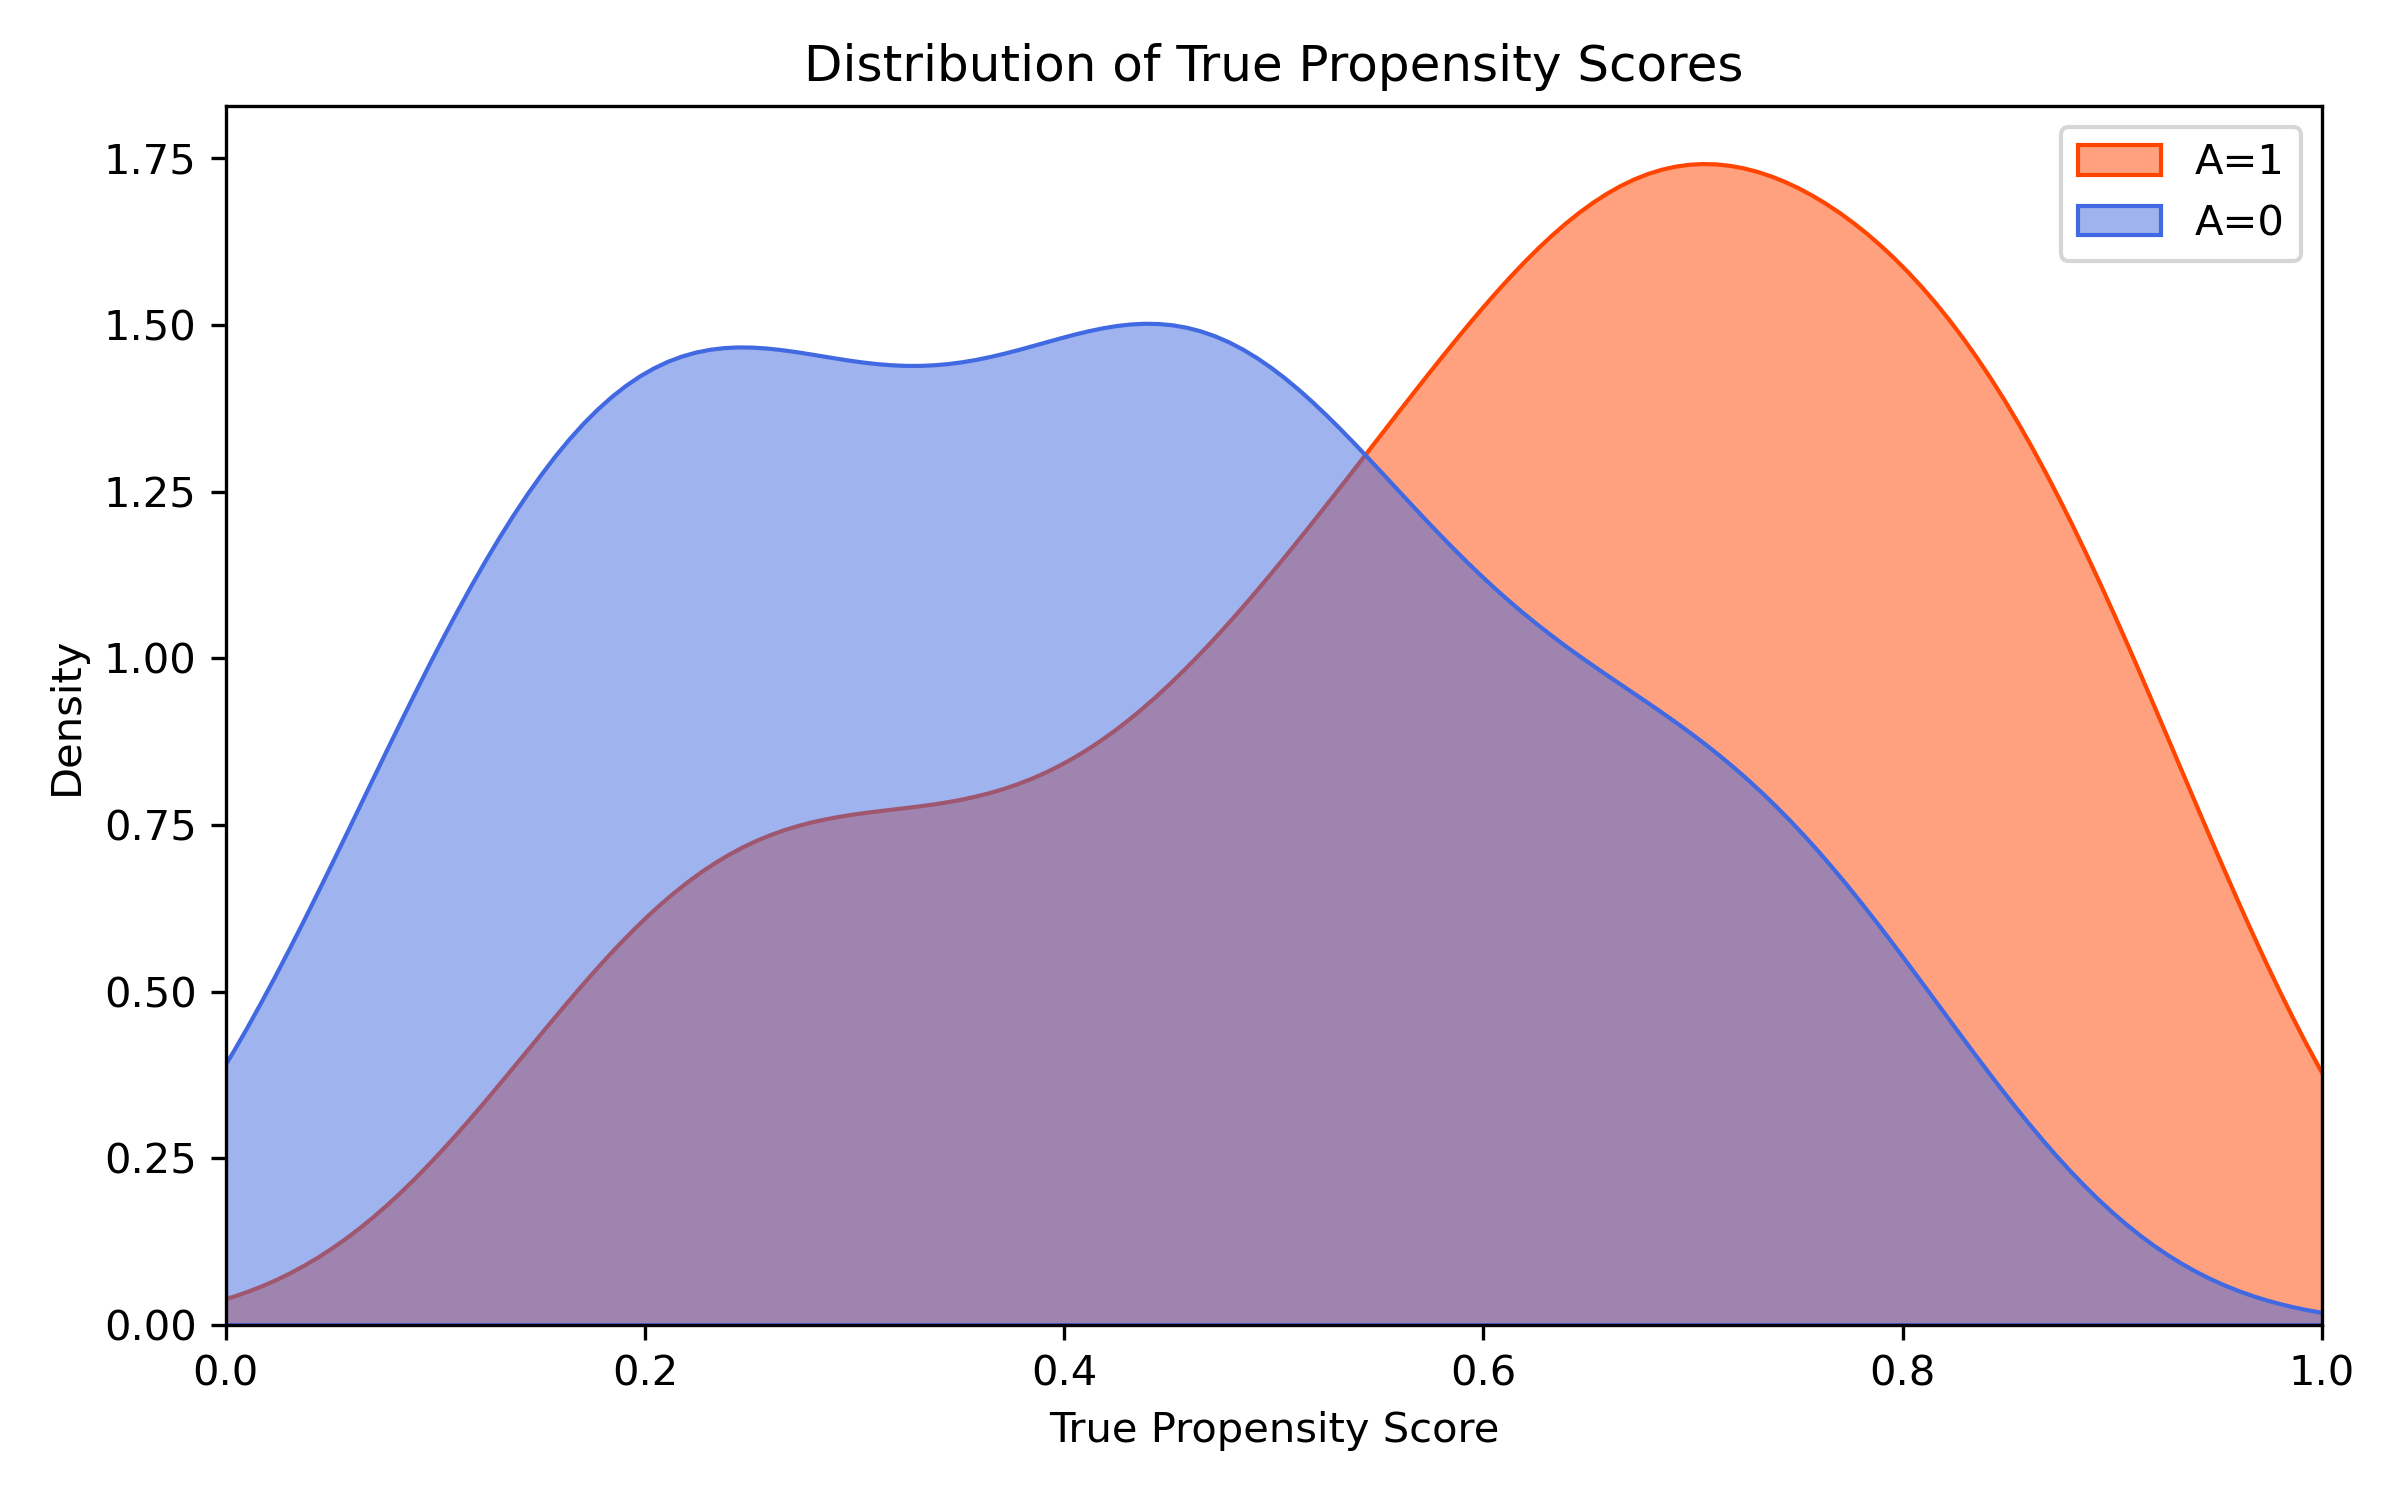 Distribution of True Propensity Scores
A=1
A=0
Density
1.75
1.50
1.25
1.00
0.75
0.50
0.25
0.00
0.0 0.2 0.4 0.6 0.8 1.0
True Propensity Score